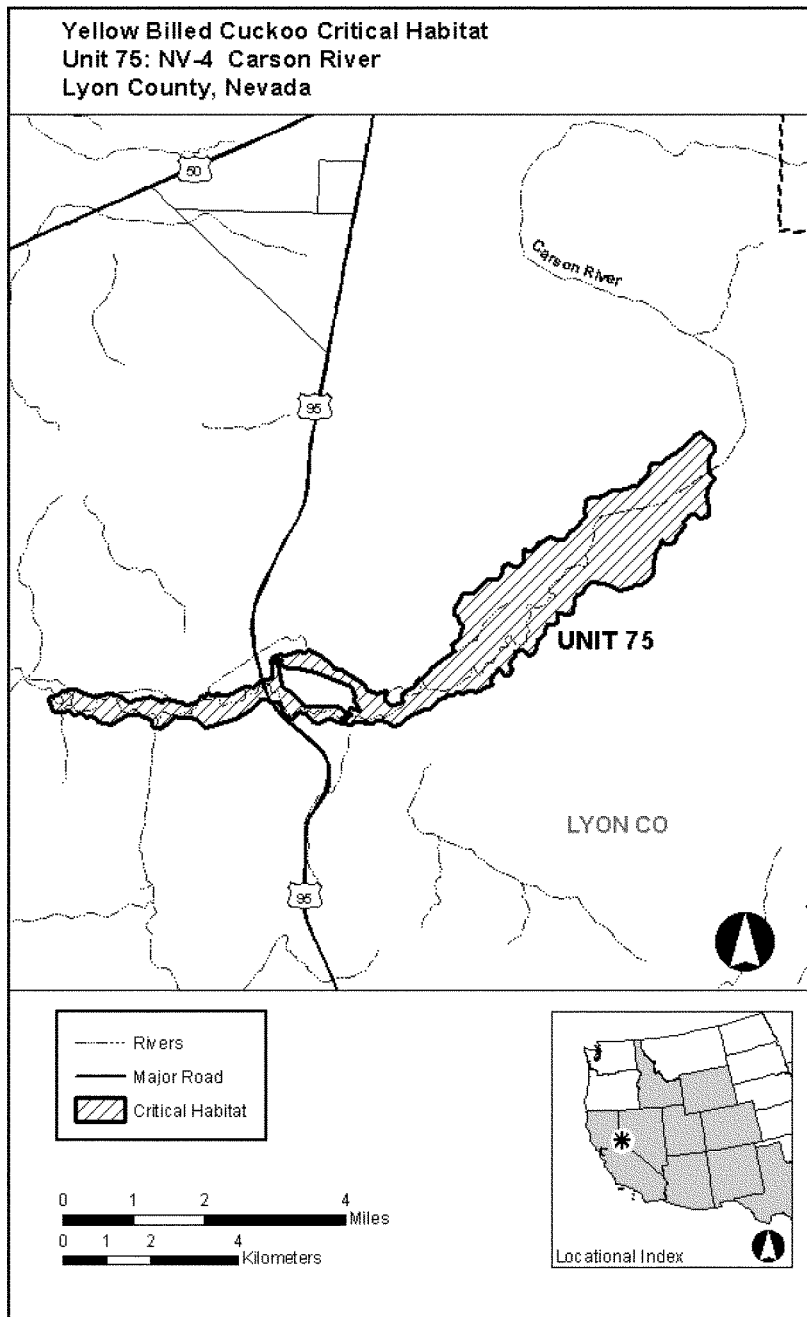 Yellow Billed Cuckoo Critical Habitat
Unit 75: NV-4 Carson River
Lyon County, Nevada
50
Carson River
95
UNIT 75
LYON CO
95
Rivers
Major Road
Critical Habitat
0 1 2 4
Miles
0 1 2 4
Kilometers
Locational Index